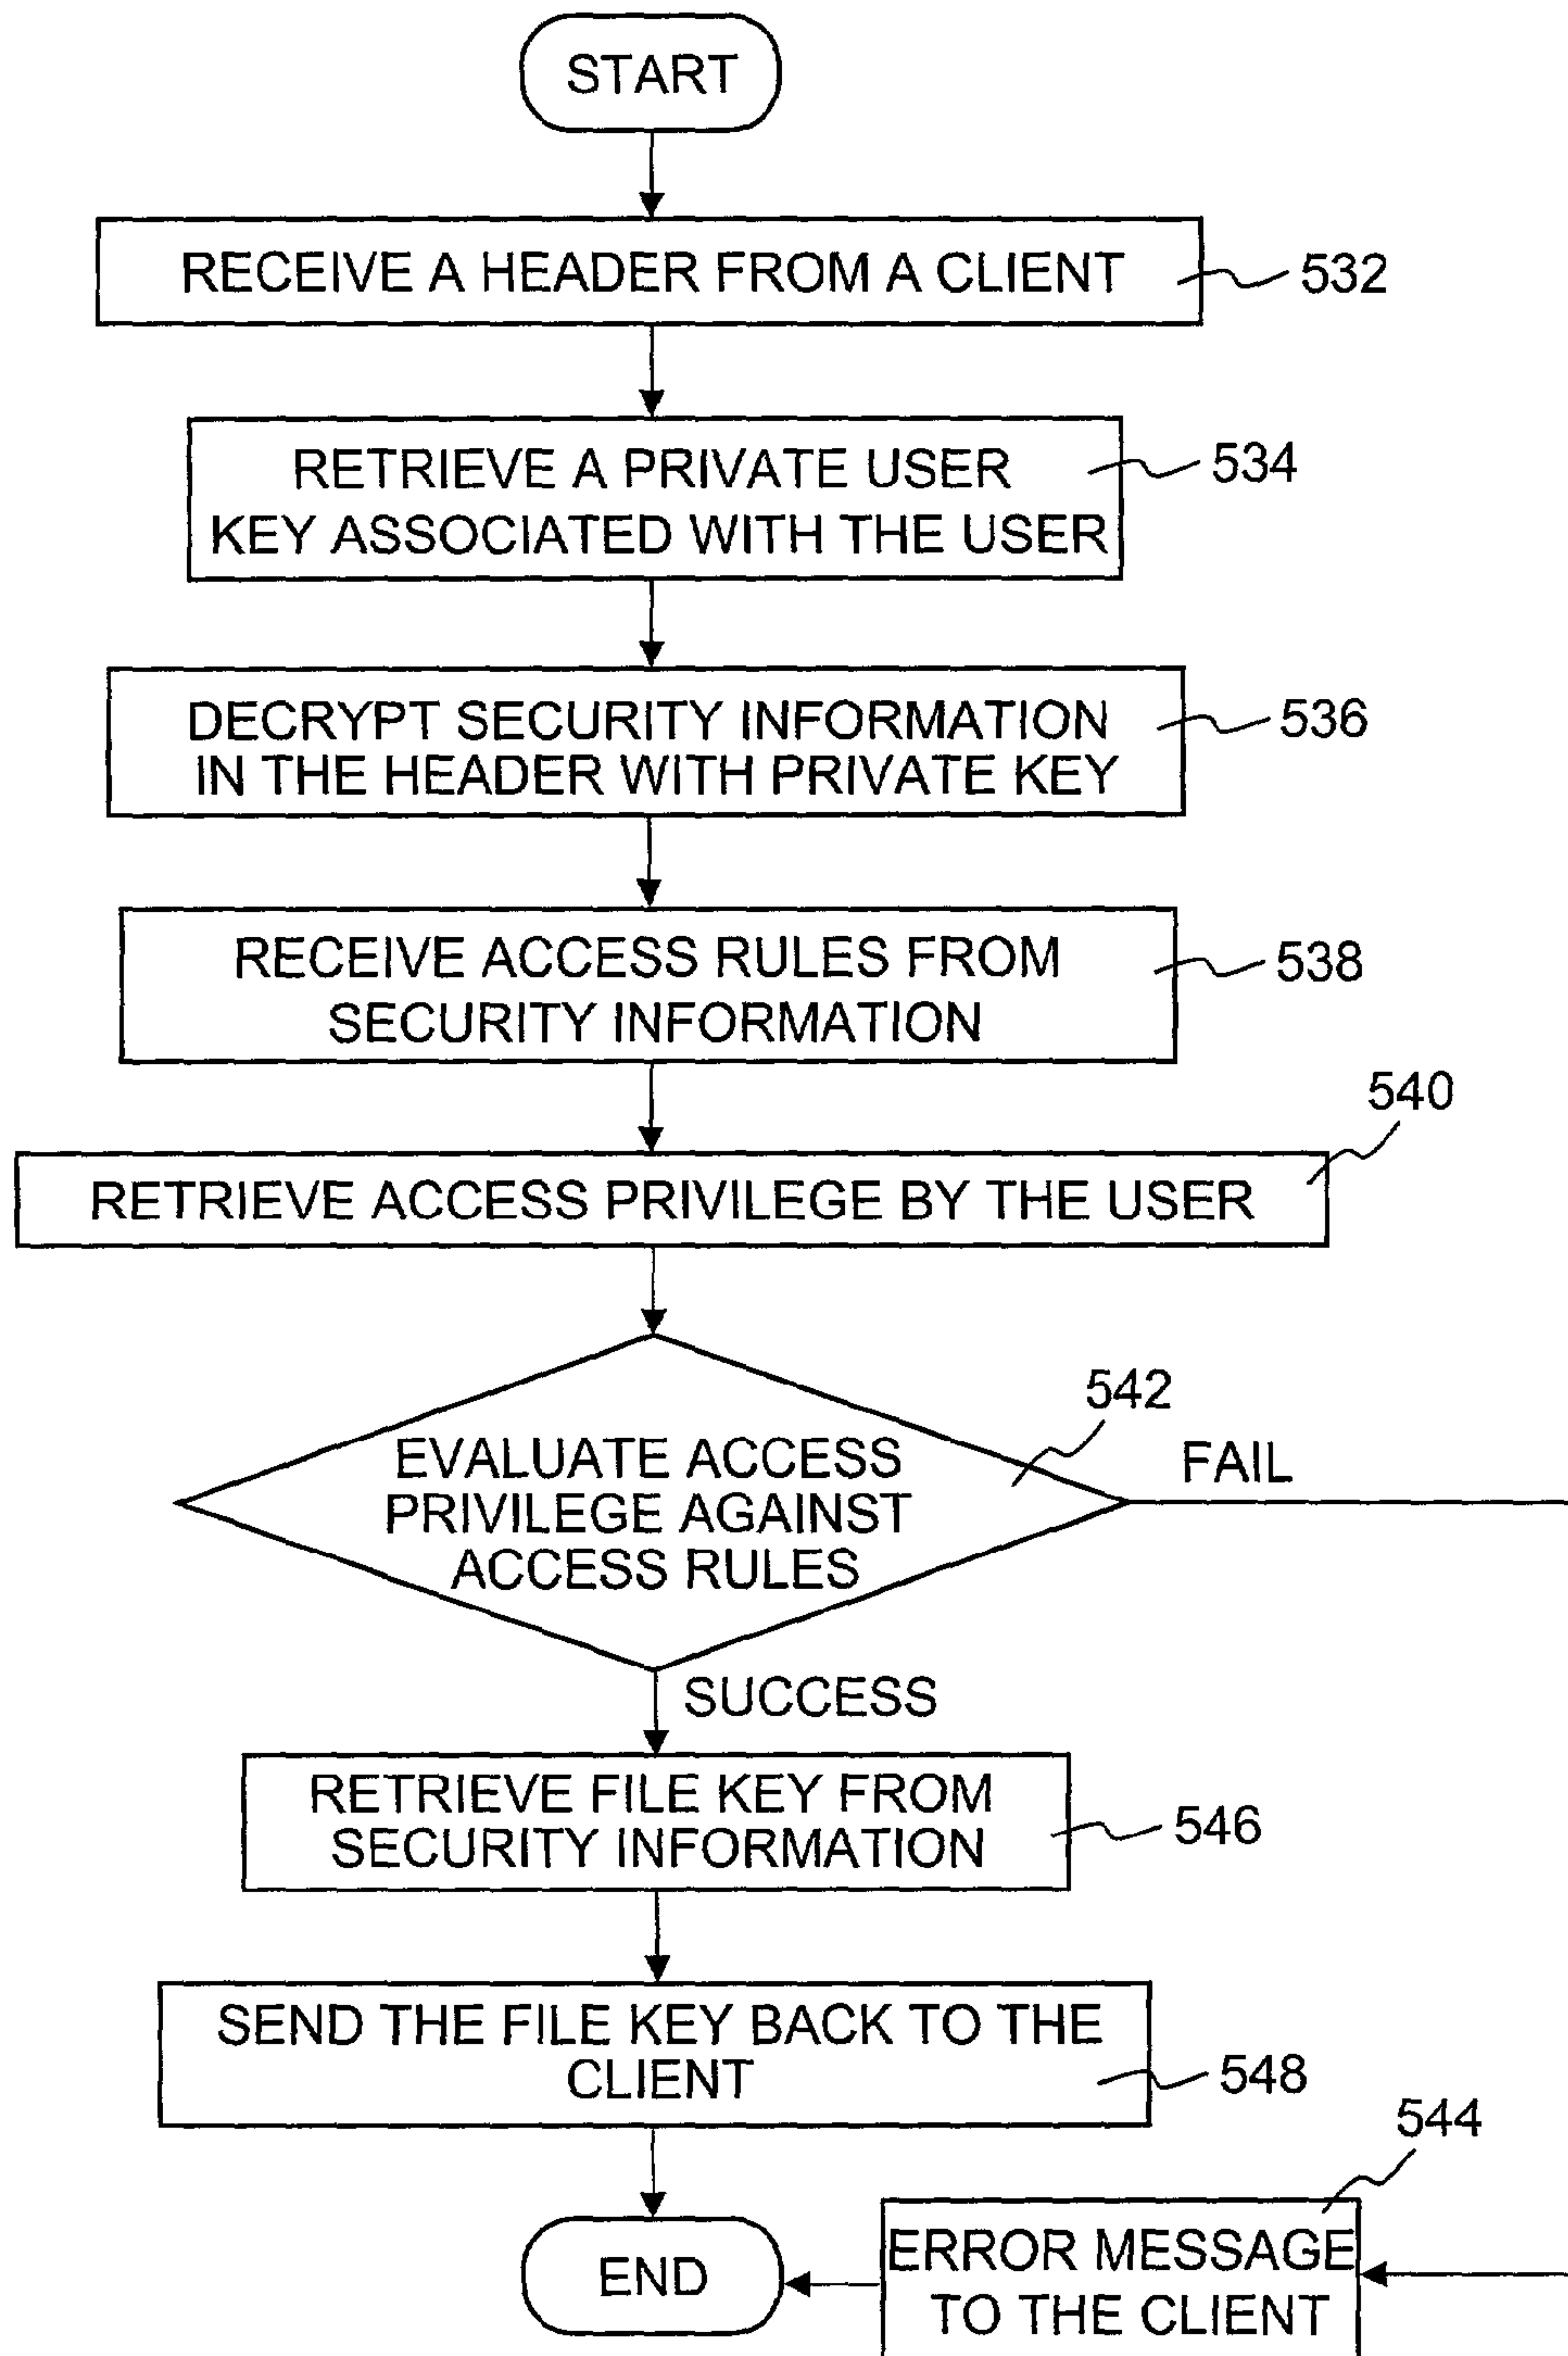 START
RECEIVE A HEADER FROM A CLIENT
532
RETRIEVE A PRIVATE USER
KEY ASSOCIATED WITH THE USER
534
DECRYPT SECURITY INFORMATION
IN THE HEADER WITH PRIVATE KEY
536
RECEIVE ACCESS RULES FROM
SECURITY INFORMATION
538
540
RETRIEVE ACCESS PRIVILEGE BY THE USER
542
EVALUATE ACCESS
PRIVILEGE AGAINST
ACCESS RULES
FAIL
SUCCESS
RETRIEVE FILE KEY FROM
SECURITY INFORMATION
546
SEND THE FILE KEY BACK TO THE
CLIENT
548
544
ERROR MESSAGE
TO THE CLIENT
END